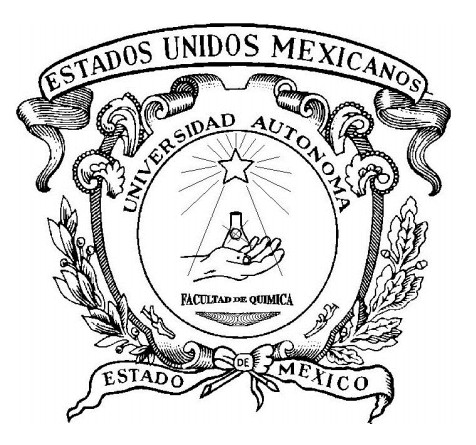 ESTADOS UNIDOS MEXICANOS
UNIVERSIDAD AUTONOMA
FACULTAD DE QUIMICA
ESTADO DE MEXICO